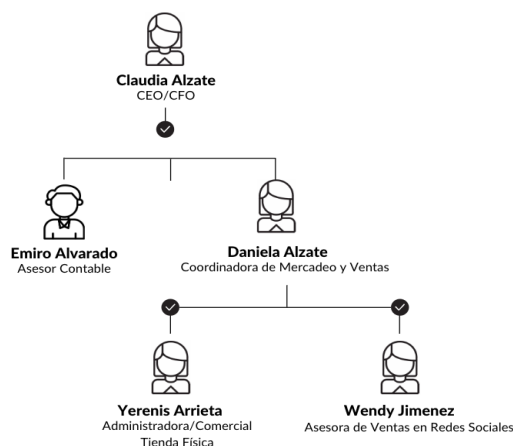 Claudia Alzate
CEO/CFO
Emiro Alvarado
Asesor Contable
Daniela Alzate
Coordinadora de Mercadeo y Ventas
Yerenis Arrieta
Administradora/Comercial
Tienda Física
Wendy Jimenez
Asesora de Ventas en Redes Sociales